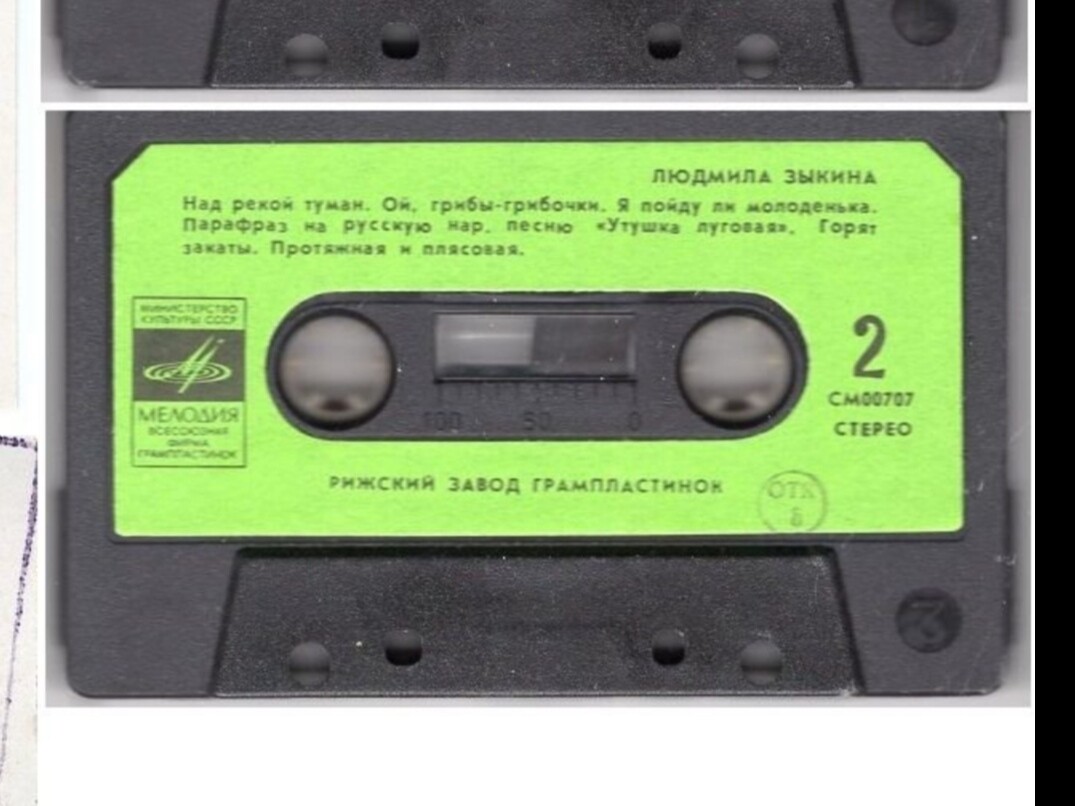 ЛЮДМИЛА ЗЫКИНА
Над рекой туман. Ой, грибы-грибочки. Я пойду ли молоденька.
Парафраз на русскую нар. песню «Утушка луговая». Горят
закаты. Протяжная и плясовая.
МИНИСТЕРСТВО
КУЛЬТУРЫ СССР
МЕЛОДИЯ
ВСЕСОЮЗНАЯ
ФИРМА
ГРАМПЛАСТИНОК
100 50 0
2
СМ00707
СТЕРЕО
РИЖСКИЙ ЗАВОД ГРАМПЛАСТИНОК
ОТК
8
3